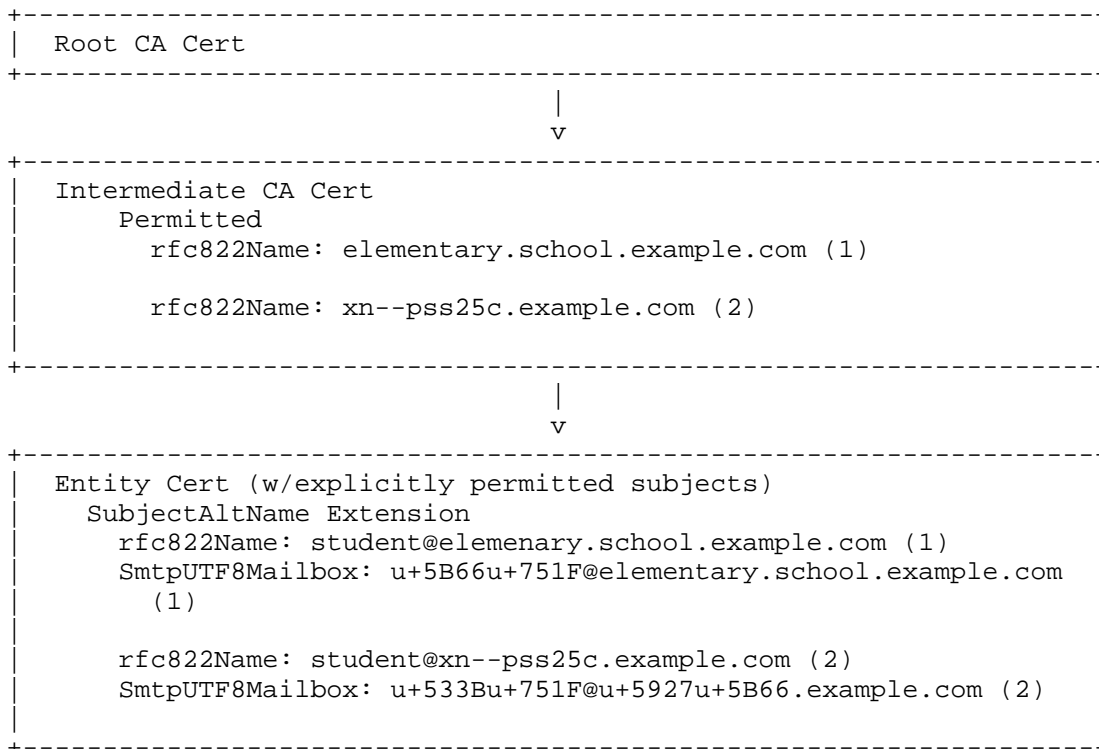 Root CA Cert
v
Intermediate CA Cert
Permitted
rfc822Name: elementary.school.example.com (1)
rfc822Name: xn--pss25c.example.com (2)
v
Entity Cert (w/explicitly permitted subjects)
SubjectAltName Extension
rfc822Name: student@elemenary.school.example.com (1)
SmtpUTF8Mailbox: u+5B66u+751F@elementary.school.example.com
(1)
rfc822Name: student@xn--pss25c.example.com (2)
SmtpUTF8Mailbox: u+533Bu+751F@u+5927u+5B66.example.com (2)